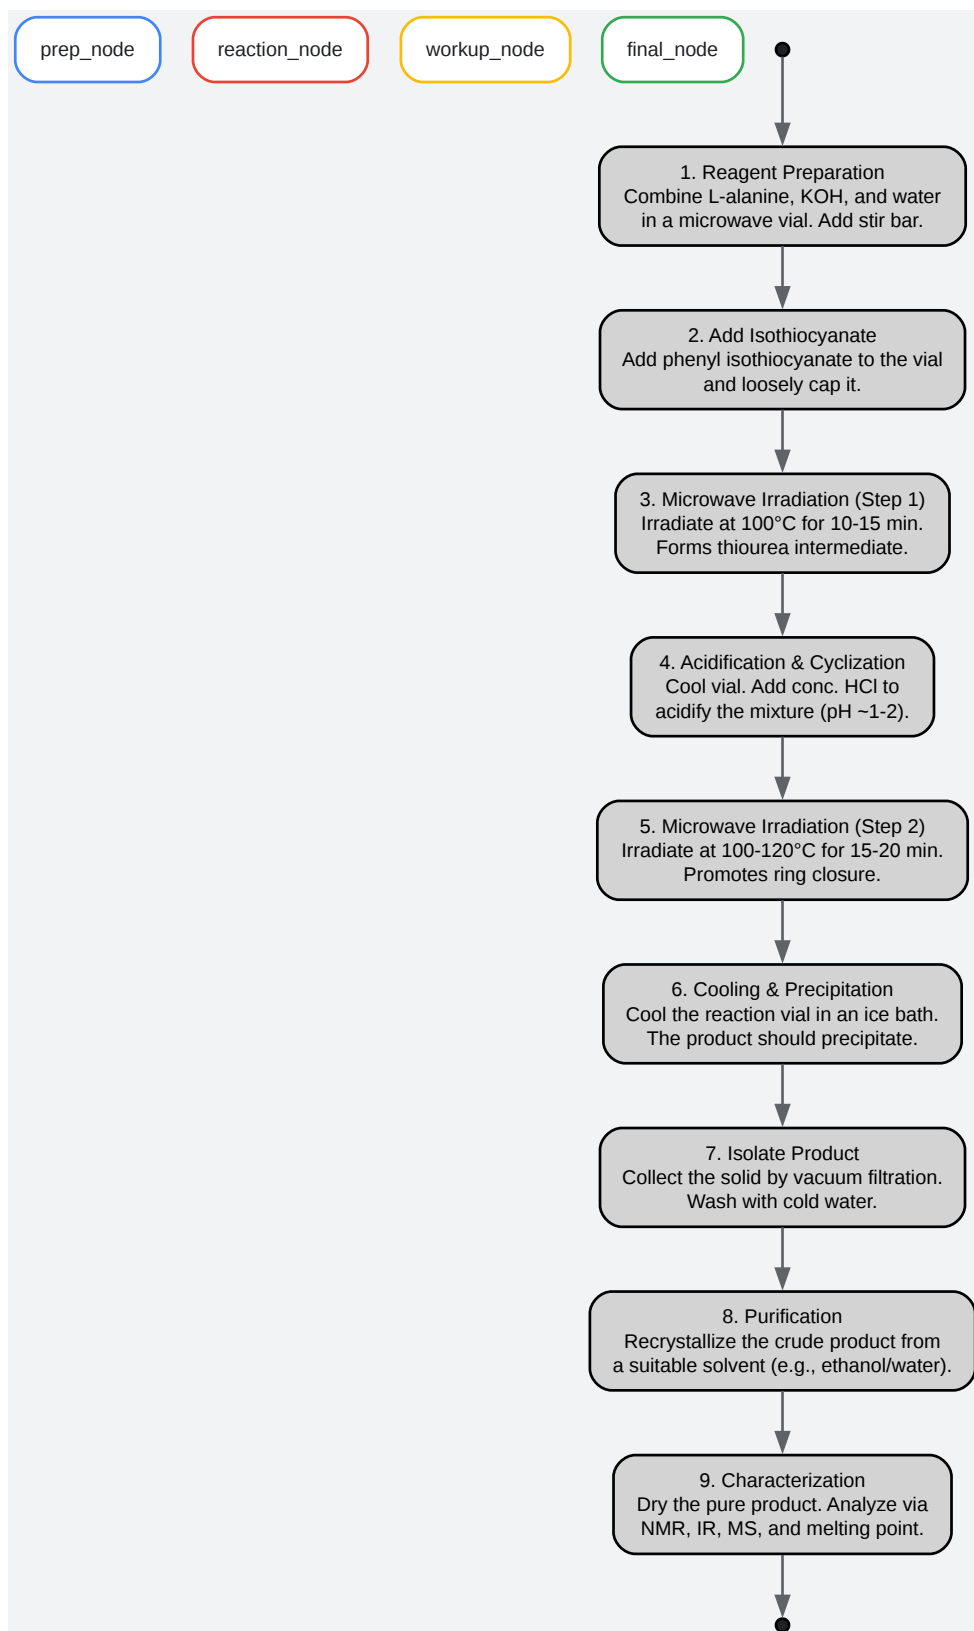 prep_node
reaction_node
workup_node
final_node
1. Reagent Preparation
Combine L-alanine, KOH, and water
in a microwave vial. Add stir bar.
2. Add Isothiocyanate
Add phenyl isothiocyanate to the vial
and loosely cap it.
3. Microwave Irradiation (Step 1)
Irradiate at 100°C for 10-15 min.
Forms thiourea intermediate.
4. Acidification & Cyclization
Cool vial. Add conc. HCl to
acidify the mixture (pH ~1-2).
5. Microwave Irradiation (Step 2)
Irradiate at 100-120°C for 15-20 min.
Promotes ring closure.
6. Cooling & Precipitation
Cool the reaction vial in an ice bath.
The product should precipitate.
7. Isolate Product
Collect the solid by vacuum filtration.
Wash with cold water.
8. Purification
Recrystallize the crude product from
a suitable solvent (e.g., ethanol/water).
9. Characterization
Dry the pure product. Analyze via
NMR, IR, MS, and melting point.